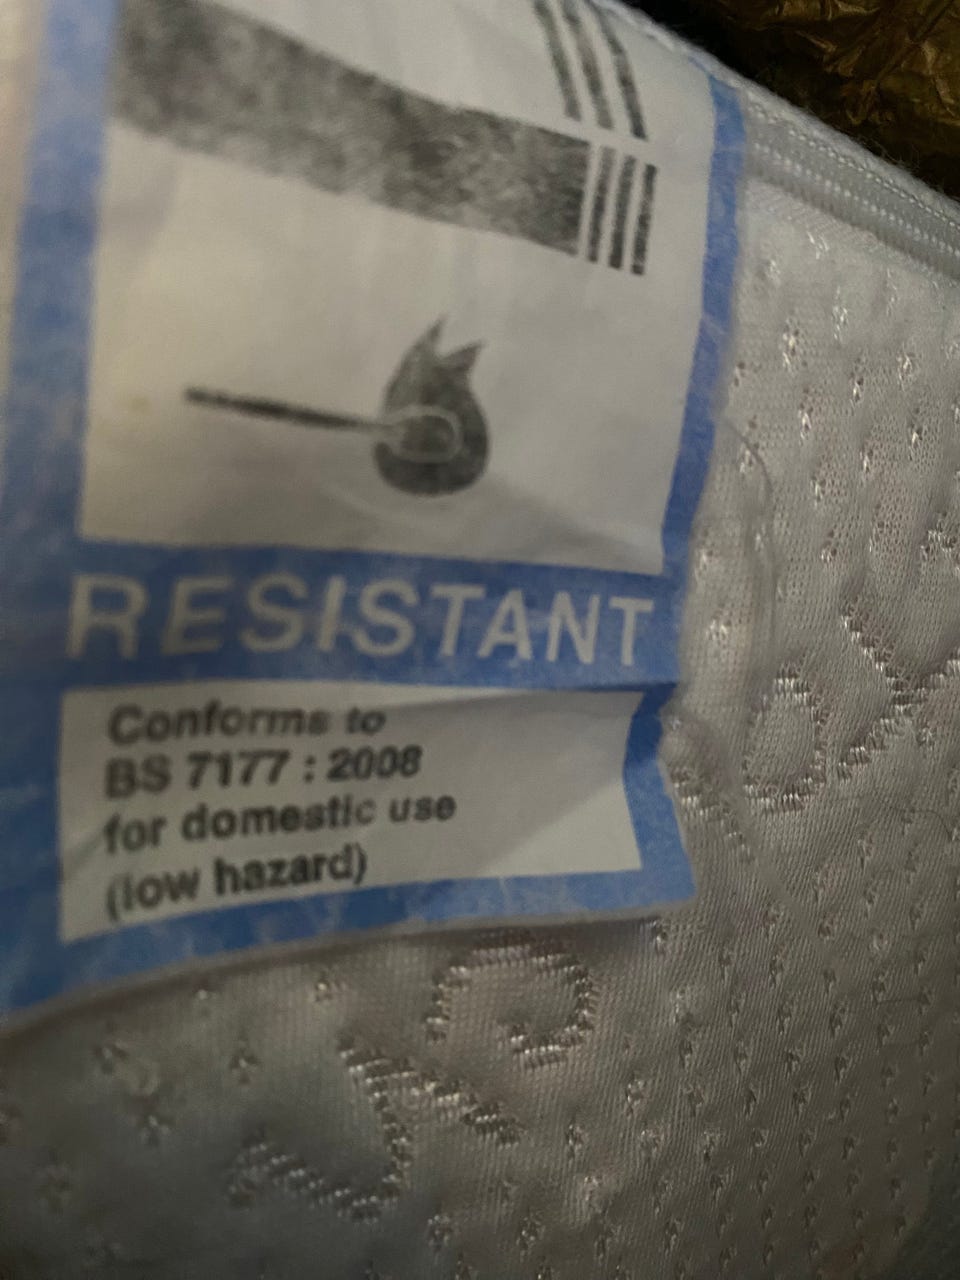 RESISTANT
Conforms to
BS 7177 : 2008
for domestic use
(low hazard)